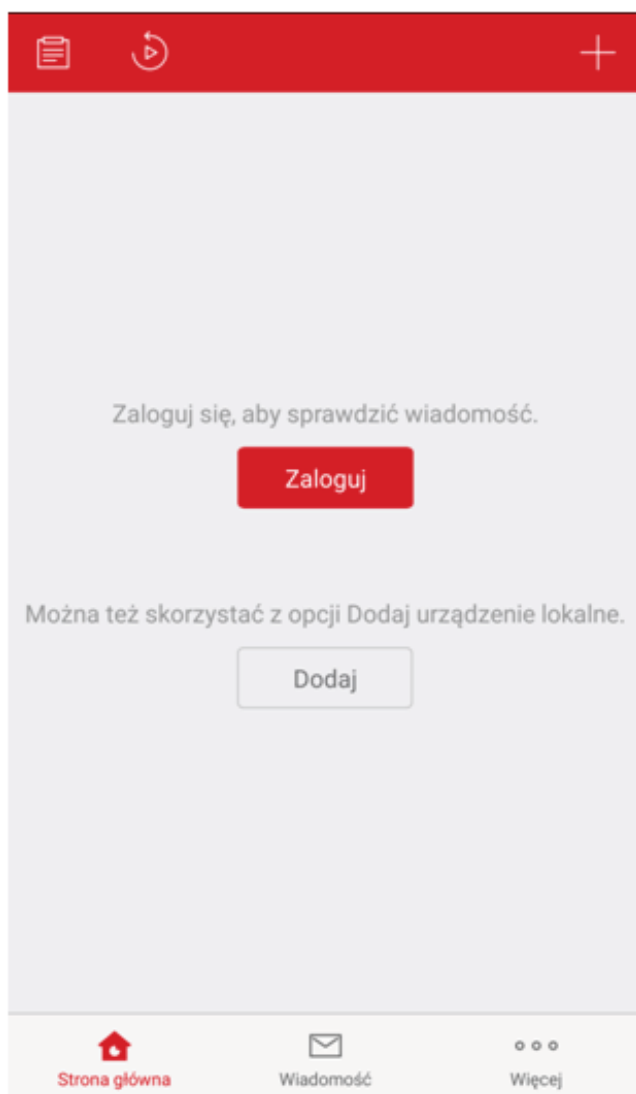 Zaloguj się, aby sprawdzić wiadomość.
Zaloguj
Można też skorzystać z opcji Dodaj urządzenie lokalne.
Dodaj
Strona główna
Wiadomość
Więcej